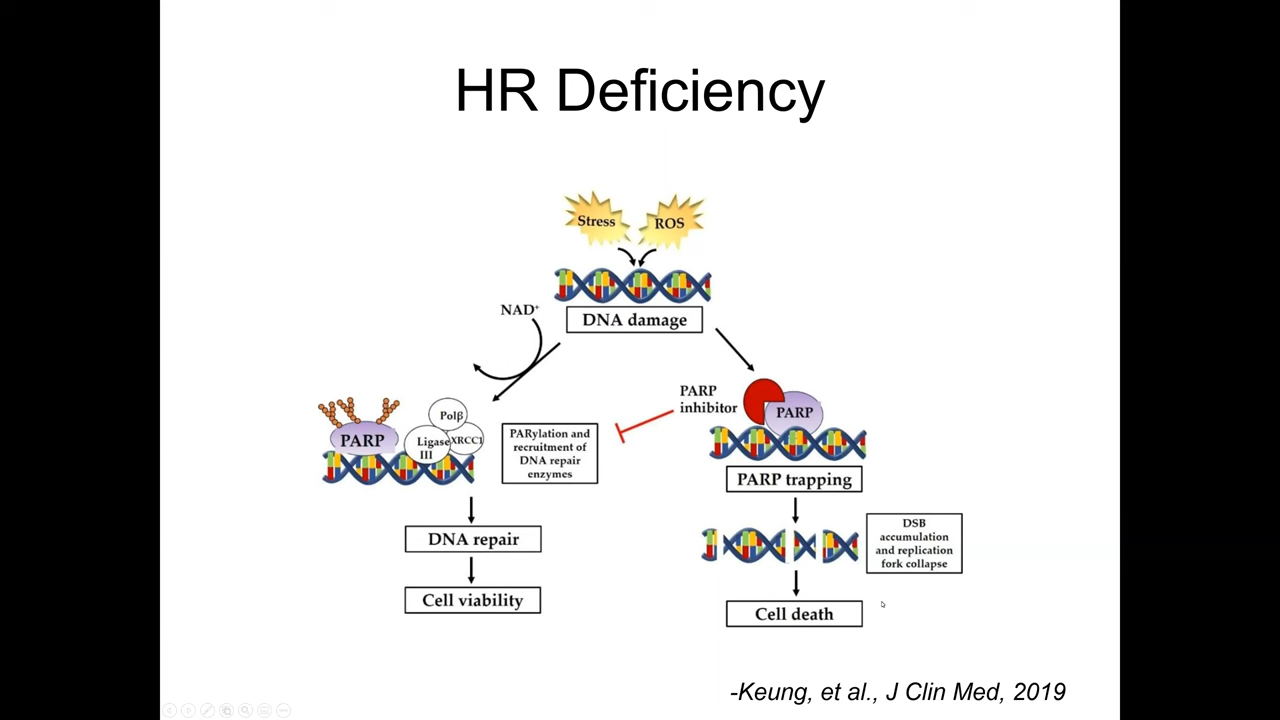 HR Deficiency
Stress
ROS
NAD⁺
DNA damage
PARP
inhibitor
PARP
PARP
Polβ
Ligase
III
XRCC1
PARylation and
recruitment of
DNA repair
enzymes
PARP trapping
DNA repair
DSB
accumulation
and replication
fork collapse
Cell viability
Cell death
-Keung, et al., J Clin Med, 2019